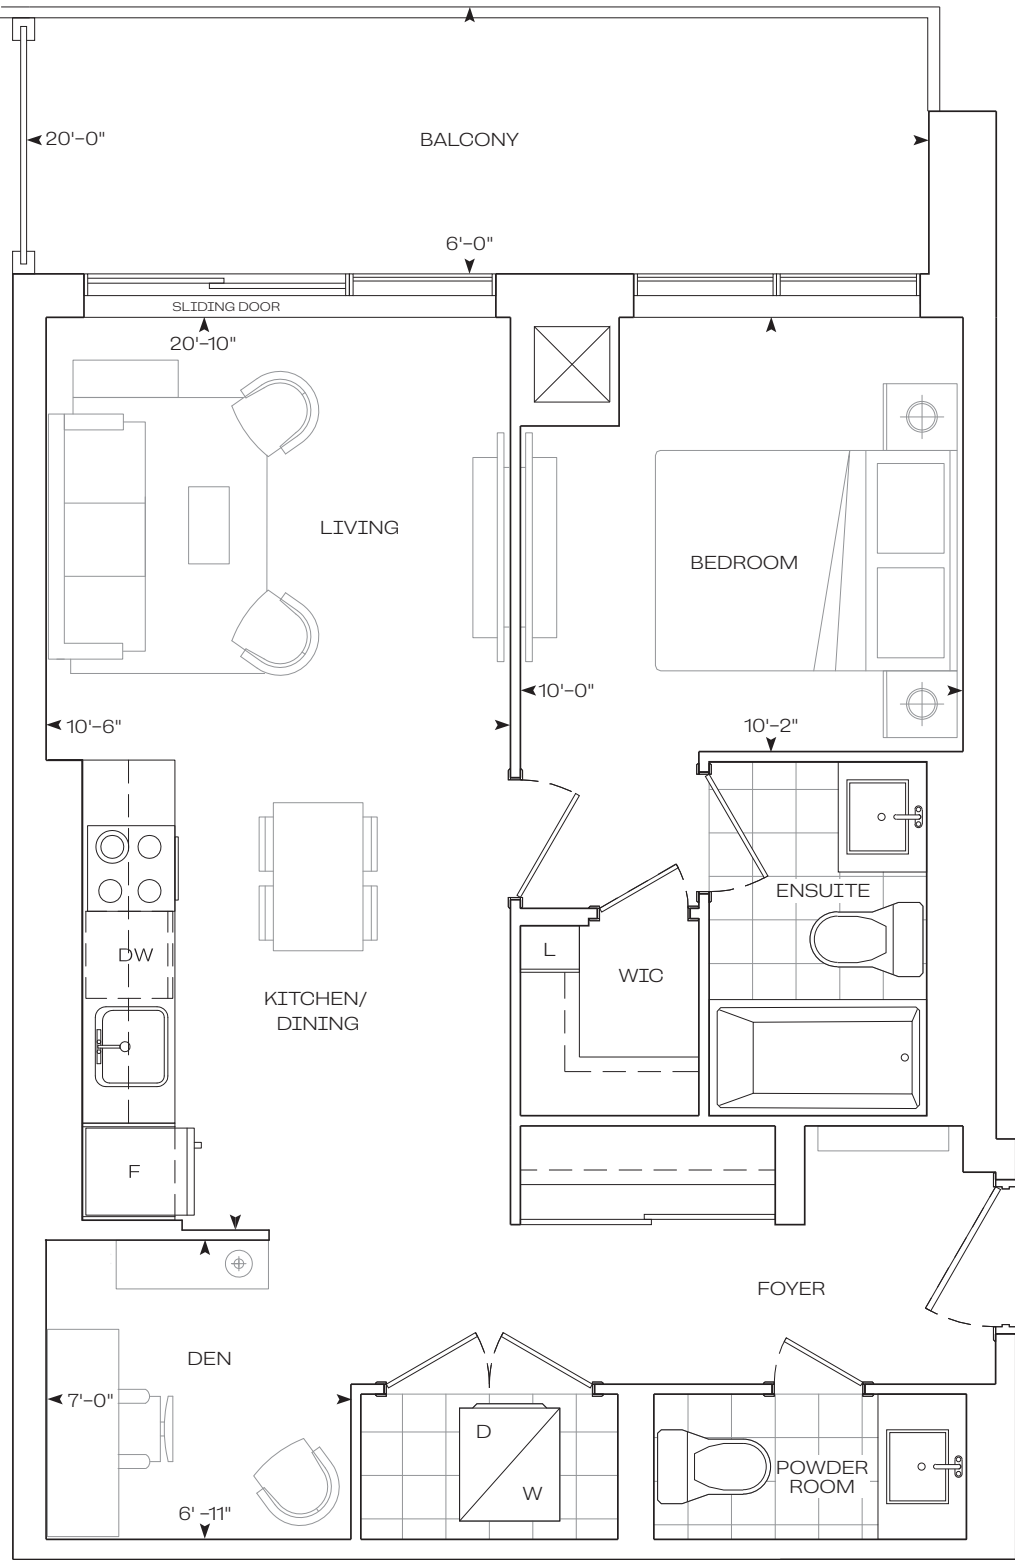 20'-0"
BALCONY
6'-0"
SLIDING DOOR
20'-10"
LIVING
BEDROOM
10'-0"
10'-6"
10'-2"
ENSUITE
DW
L
WIC
KITCHEN/
DINING
F
FOYER
DEN
7'-0"
D
W
POWDER
ROOM
6' -11"